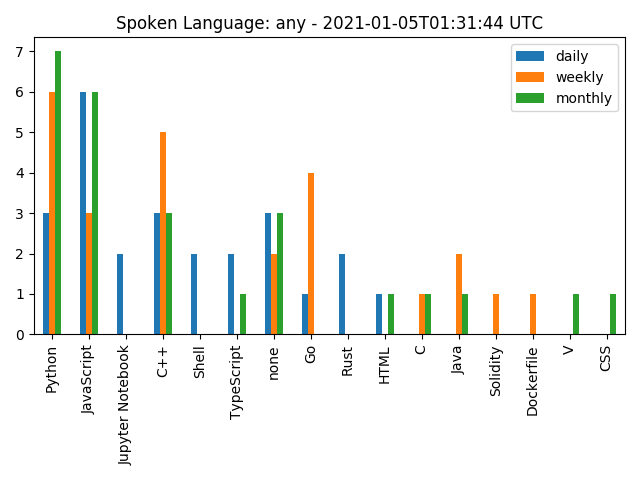 Spoken Language: any - 2021-01-05T01:31:44 UTC
daily
weekly
monthly
7
6
5
4
3
2
1
0
Python
JavaScript
Jupyter Notebook
C++
Shell
TypeScript
none
Go
Rust
HTML
C
Java
Solidity
Dockerfile
V
CSS